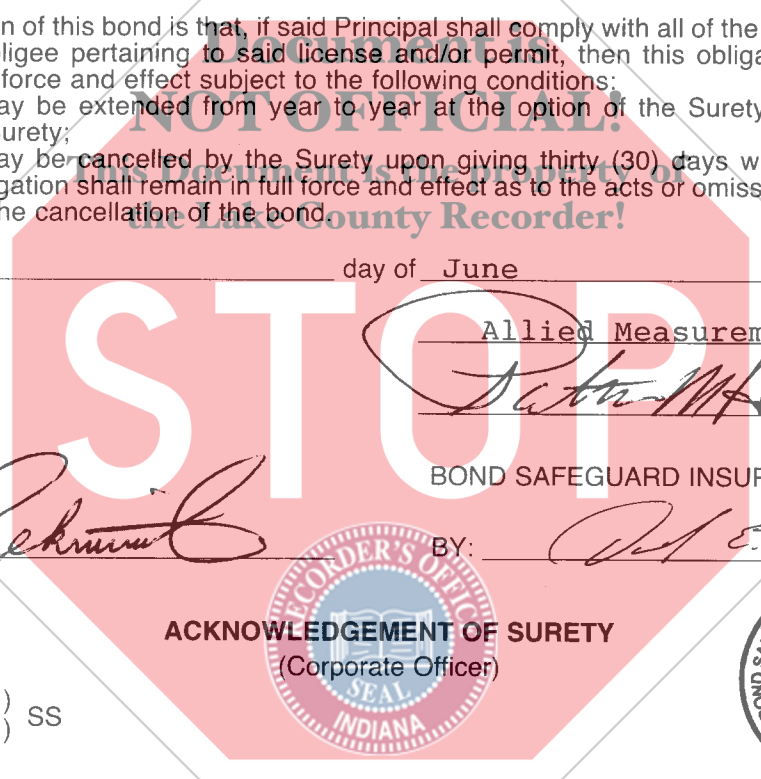 n of this bond is that, if said Principal shall comply with all of the
ligee pertaining to said license and/or permit, then this obliga
force and effect subject to the following conditions;
ay be extended from year to year at the option of the Surety
urety;
ay be cancelled by the Surety upon giving thirty (30) days w
gation shall remain in full force and effect as to the acts or omiss
he cancellation of the bond.
Document is
NOT OFFICIAL!
This Document is the property of
the Lake County Recorder!
day of June
STOP
Allied Measurem
BOND SAFEGUARD INSUR
BY:
RECORDER'S OFFICE
SEAL
INDIANA
ACKNOWLEDGEMENT OF SURETY
(Corporate Officer)
) SS
)
BOND SA